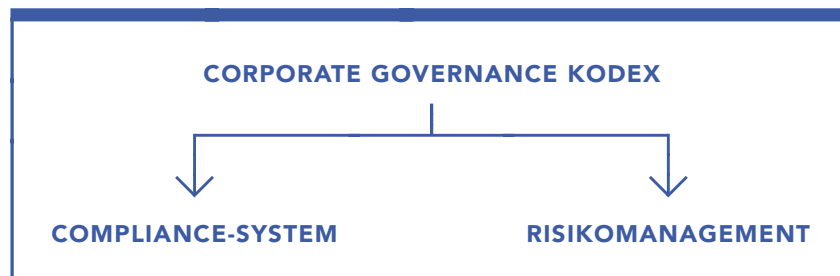 CORPORATE GOVERNANCE KODEX
COMPLIANCE-SYSTEM
RISIKOMANAGEMENT